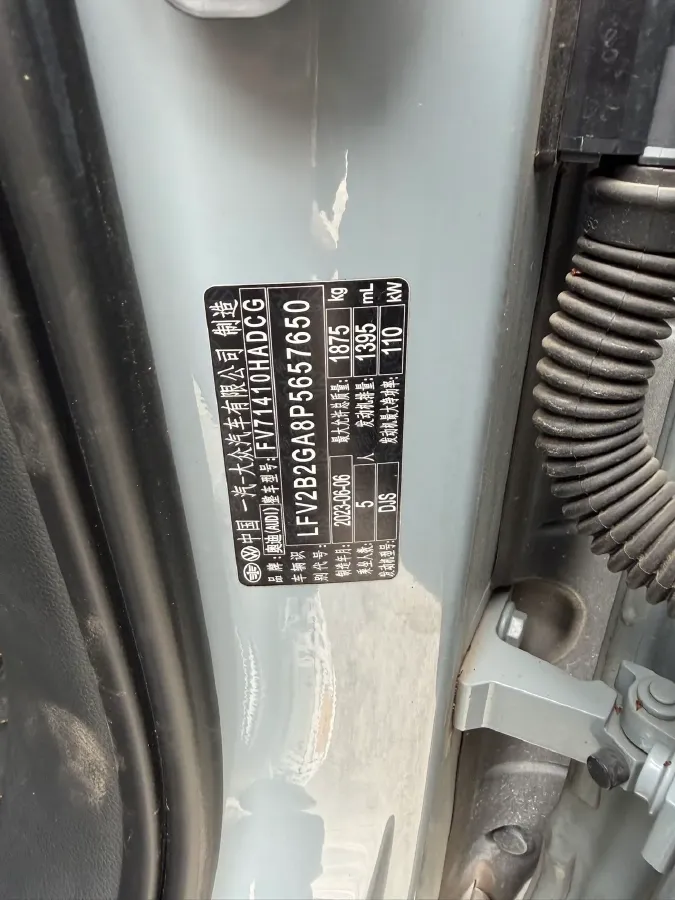 中国 一汽-大众汽车有限公司 制造
品牌: 奥迪(AUDI) 整车型号: FV71410HADCG
车辆识别代号: LFV2B2GA8P5657650
制造年月: 2023-06-06 最大允许总质量: 1875 kg
乘坐人数: 5 人 发动机排量: 1395 mL
发动机型号: DJS 发动机最大净功率: 110 kW